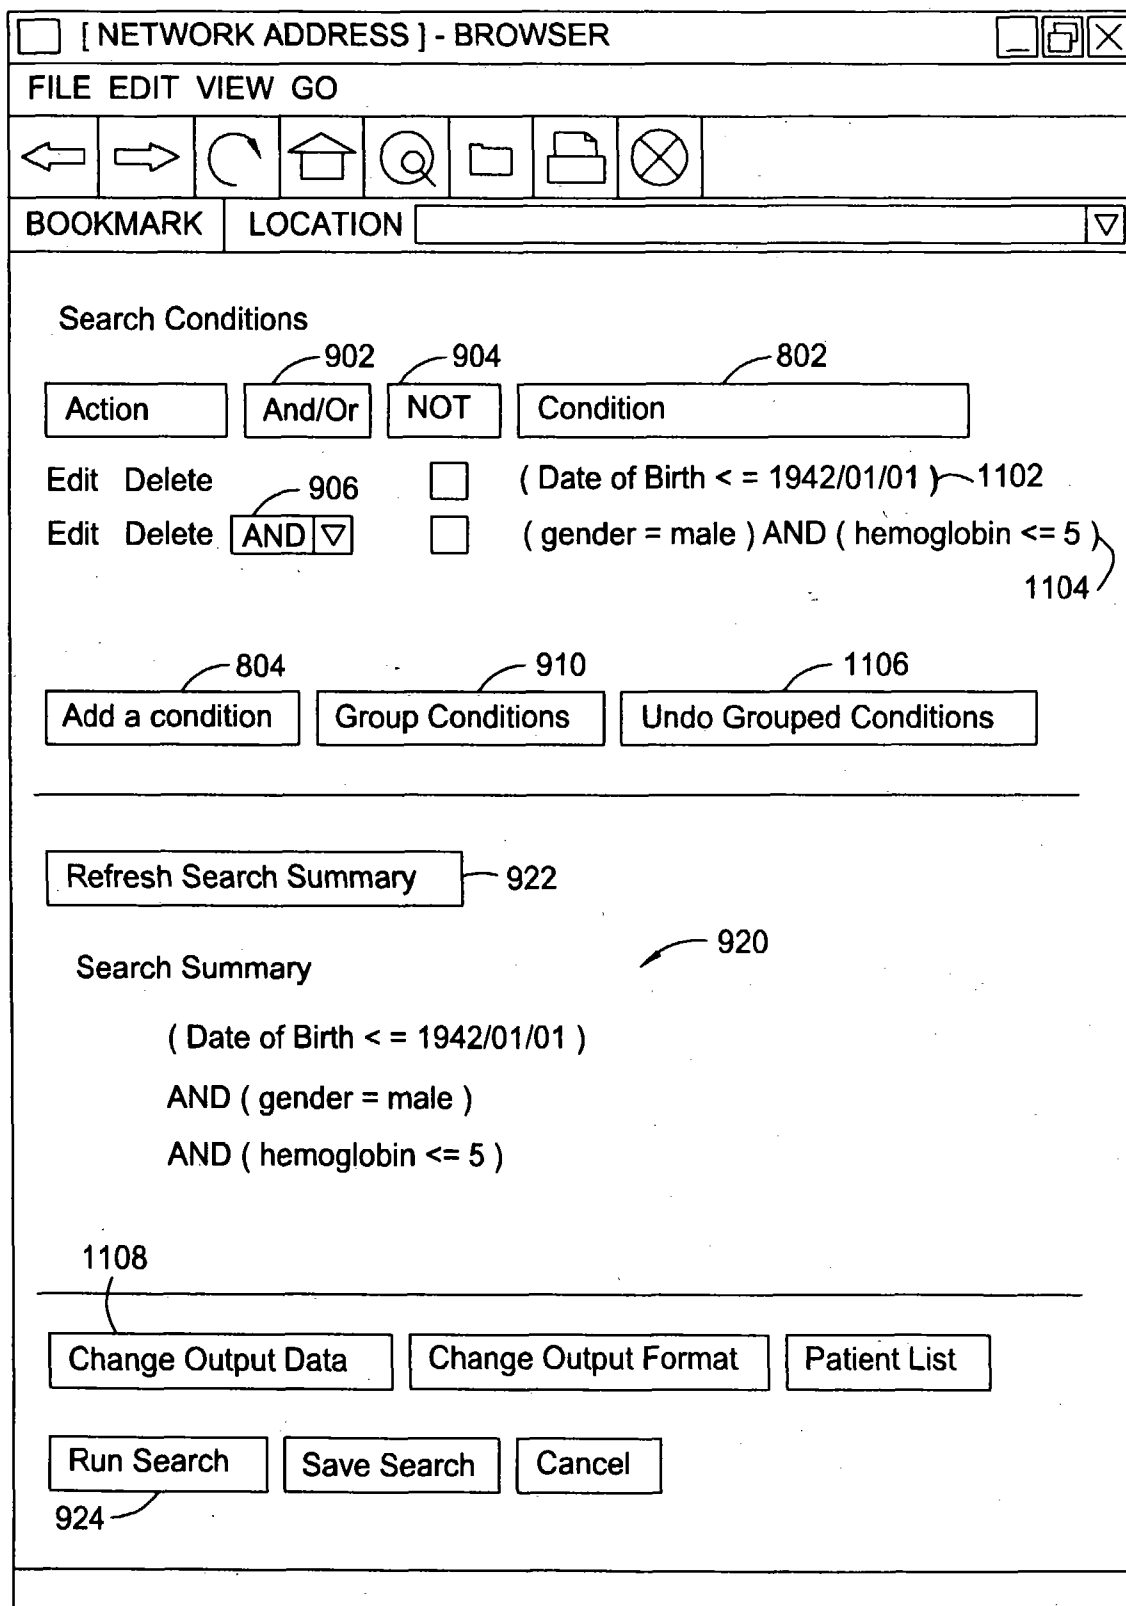 [ NETWORK ADDRESS ] - BROWSER
FILE EDIT VIEW GO
BOOKMARK LOCATION
Search Conditions
902 904 802
Action And/Or NOT Condition
Edit Delete 906 ( Date of Birth < = 1942/01/01 ) 1102
Edit Delete AND ( gender = male ) AND ( hemoglobin <= 5 )
1104
804 910 1106
Add a condition Group Conditions Undo Grouped Conditions
Refresh Search Summary 922
920
Search Summary
( Date of Birth < = 1942/01/01 )
AND ( gender = male )
AND ( hemoglobin <= 5 )
1108
Change Output Data Change Output Format Patient List
Run Search Save Search Cancel
924